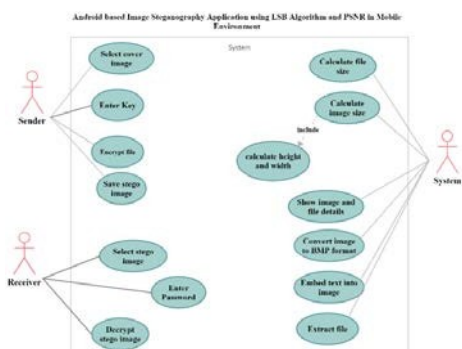 Android based Image Steganography Application using LSB Algorithm and PSNR in Mobile
Environment
System
Select cover
image
Enter Key
Sender
Encrypt file
Save stego
image
Select stego
image
Enter
Password
Receiver
Decrypt
stego image
Calculate file
size
Calculate
image size
include
calculate height
and width
System
Show image and
file details
Convert image
to BMP format
Embed text into
image
Extract file